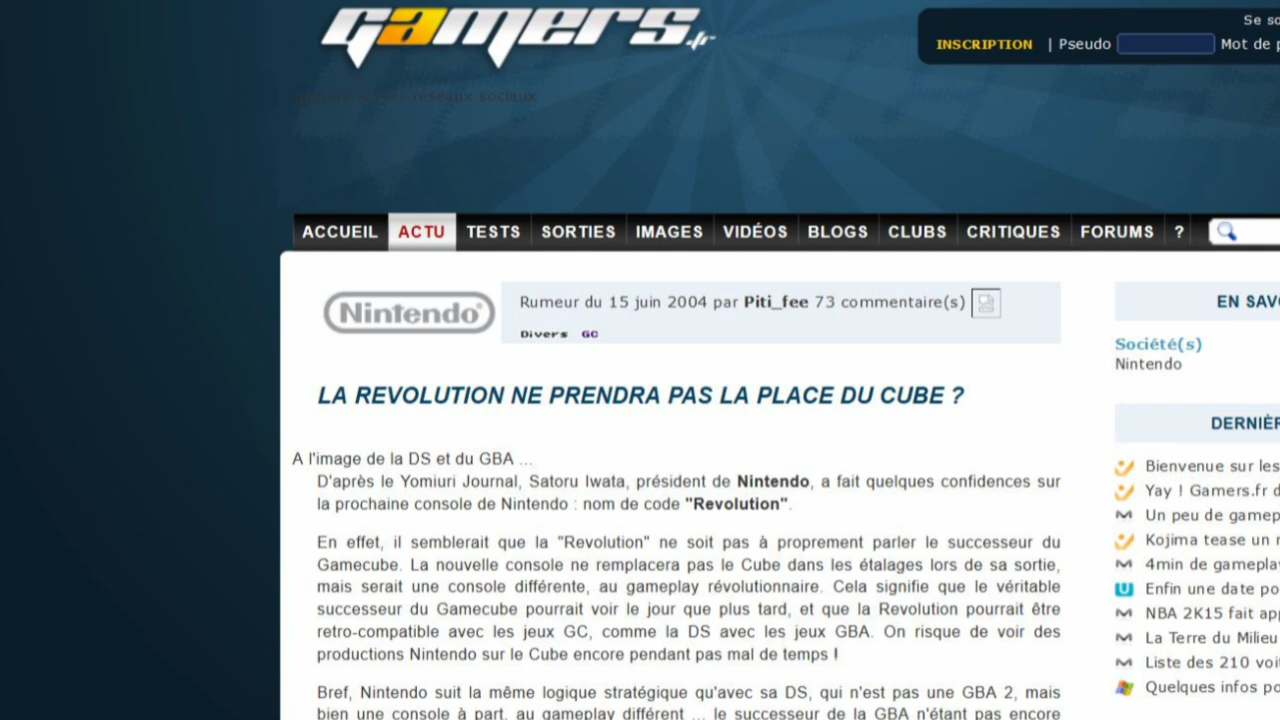 gamers.fr
Se so
INSCRIPTION | Pseudo Mot de p
réseaux sociaux
ACCUEIL ACTU TESTS SORTIES IMAGES VIDÉOS BLOGS CLUBS CRITIQUES FORUMS ?
Nintendo®
Rumeur du 15 juin 2004 par Piti_fee 73 commentaire(s)
Divers GC
LA REVOLUTION NE PRENDRA PAS LA PLACE DU CUBE ?
A l'image de la DS et du GBA ...
D'après le Yomiuri Journal, Satoru Iwata, président de Nintendo, a fait quelques confidences sur
la prochaine console de Nintendo : nom de code "Revolution".
En effet, il semblerait que la "Revolution" ne soit pas à proprement parler le successeur du
Gamecube. La nouvelle console ne remplacera pas le Cube dans les étalages lors de sa sortie,
mais serait une console différente, au gameplay révolutionnaire. Cela signifie que le véritable
successeur du Gamecube pourrait voir le jour que plus tard, et que la Revolution pourrait être
retro-compatible avec les jeux GC, comme la DS avec les jeux GBA. On risque de voir des
productions Nintendo sur le Cube encore pendant pas mal de temps !
Bref, Nintendo suit la même logique stratégique qu'avec sa DS, qui n'est pas une GBA 2, mais
bien une console à part, au gameplay différent ... le successeur de la GBA n'étant pas encore
EN SAVO
Société(s)
Nintendo
DERNIÈR
Bienvenue sur les
Yay ! Gamers.fr d
Un peu de gamep
Kojima tease un n
4min de gameplay
Enfin une date po
NBA 2K15 fait app
La Terre du Milieu
Liste des 210 voit
Quelques infos po